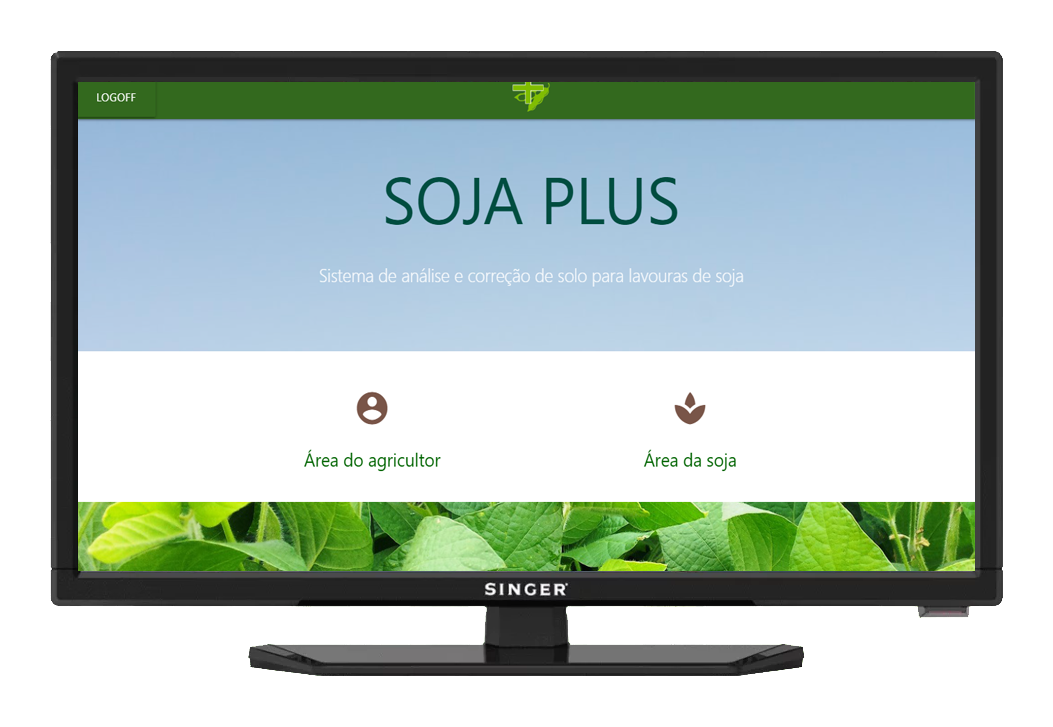 LOGOFF
SOJA PLUS
Sistema de análise e correção de solo para lavouras de soja
Área do agricultor
Área da soja
SINGER